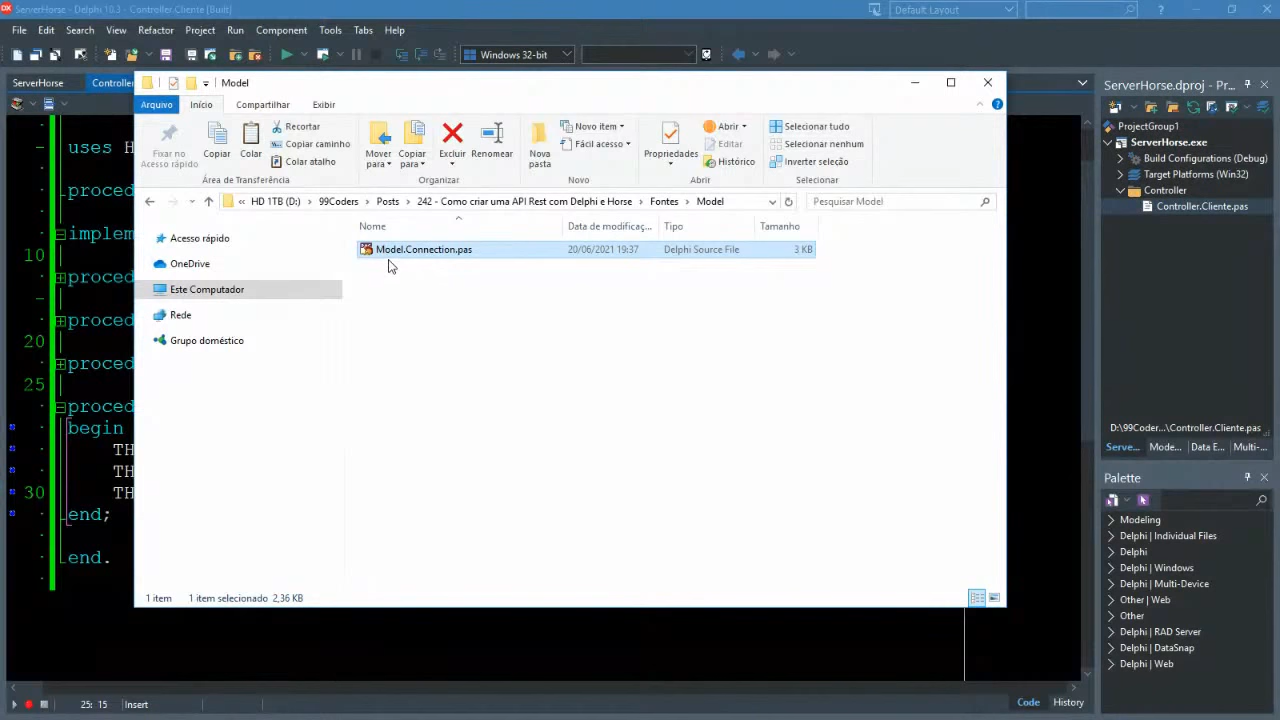 ServerHorse - Delphi 10.3 - Controller.Cliente [Built]
Default Layout
File Edit Search View Refactor Project Run Component Tools Tabs Help
Windows 32-bit
ServerHorse
Controller
Model
Arquivo Início Compartilhar Exibir
Fixar no Acesso rápido
Copiar
Colar
Recortar
Copiar caminho
Colar atalho
Área de Transferência
Mover para
Copiar para
Excluir
Renomear
Organizar
Nova pasta
Novo item
Fácil acesso
Novo
Propriedades
Abrir
Editar
Histórico
Abrir
Selecionar tudo
Selecionar nenhum
Inverter seleção
Selecionar
« HD 1TB (D:) › 99Coders › Posts › 242 - Como criar uma API Rest com Delphi e Horse › Fontes › Model
Pesquisar Model
Nome Data de modificaç... Tipo Tamanho
Model.Connection.pas 20/06/2021 19:37 Delphi Source File 3 KB
Acesso rápido
OneDrive
Este Computador
Rede
Grupo doméstico
1 item 1 item selecionado 2,36 KB
uses H
proced
implem
10
proced
proced
20
proced
25
proced
begin
TH
TH
30 TH
end;
end.
25: 15 Insert
Code History
ServerHorse.dproj - Pr...
ProjectGroup1
ServerHorse.exe
Build Configurations (Debug)
Target Platforms (Win32)
Controller
Controller.Cliente.pas
D:\99Coder...\Controller.Cliente.pas
Serve... Mode... Data E... Multi-...
Palette
Modeling
Delphi | Individual Files
Delphi
Delphi | Windows
Delphi | Multi-Device
Other | Web
Other
Delphi | RAD Server
Delphi | DataSnap
Delphi | Web